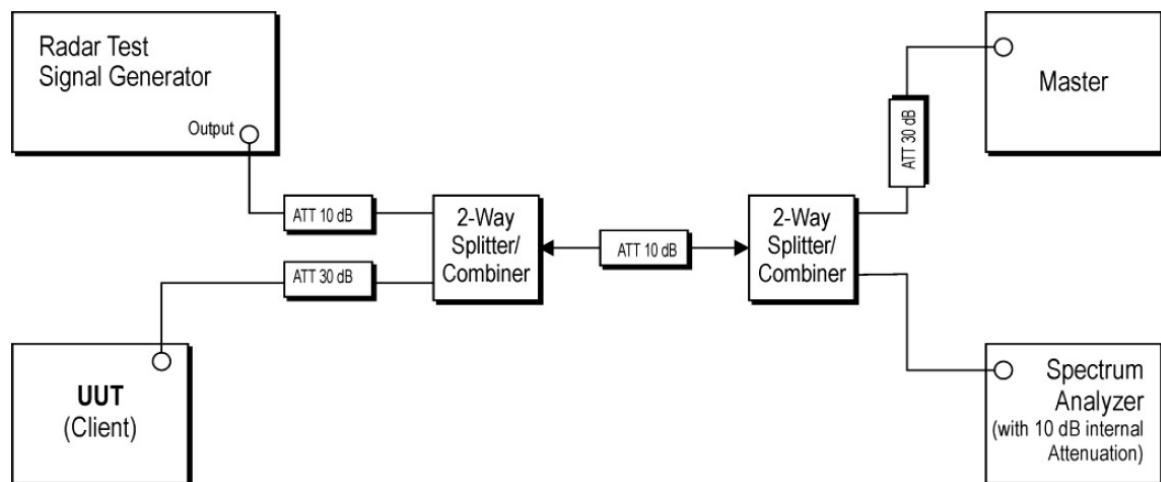 Radar Test
Signal Generator
Output
Master
ATT 30 dB
ATT 10 dB
2-Way
Splitter/
Combiner
ATT 10 dB
2-Way
Splitter/
Combiner
ATT 30 dB
UUT
(Client)
Spectrum
Analyzer
(with 10 dB internal
Attenuation)